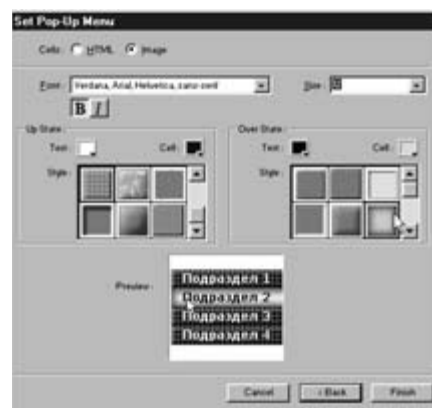 Set Pop-Up Menu
Cells: HTML Image
Font: Verdana, Arial, Helvetica, sans-serif Size:
B I
Up State: Over State:
Text: Cell: Text: Cell:
Style: Style:
Preview:
Подраздел 1
Подраздел 2
Подраздел 3
Подраздел 4
Cancel < Back Finish